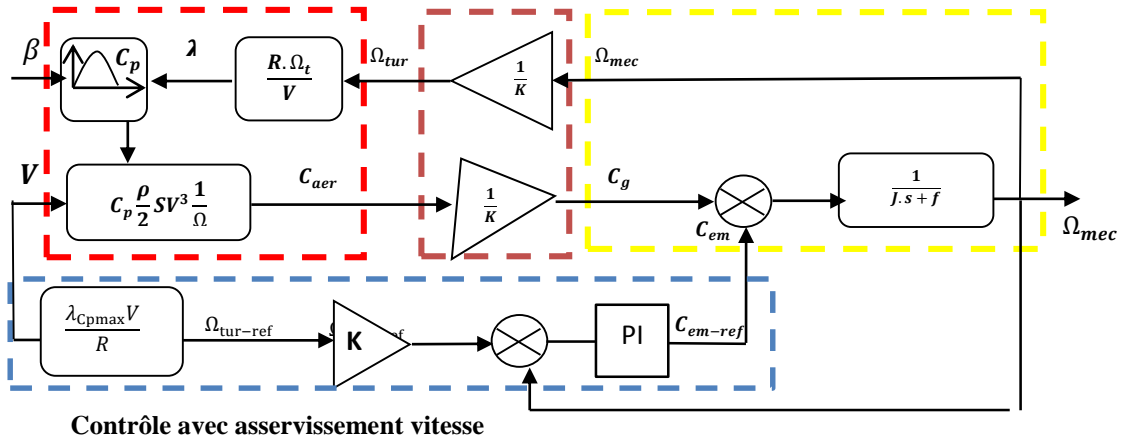 β
C_p
λ
R. Ω_t / V
Ω_tur
1/K
Ω_mec
V
C_p ρ/2 SV³ 1/Ω
C_aer
1/K
C_g
C_em
1 / J. s + f
Ω_mec
λ_Cpmax V / R
Ω_tur−ref
K
PI
C_em−ref
Contrôle avec asservissement vitesse